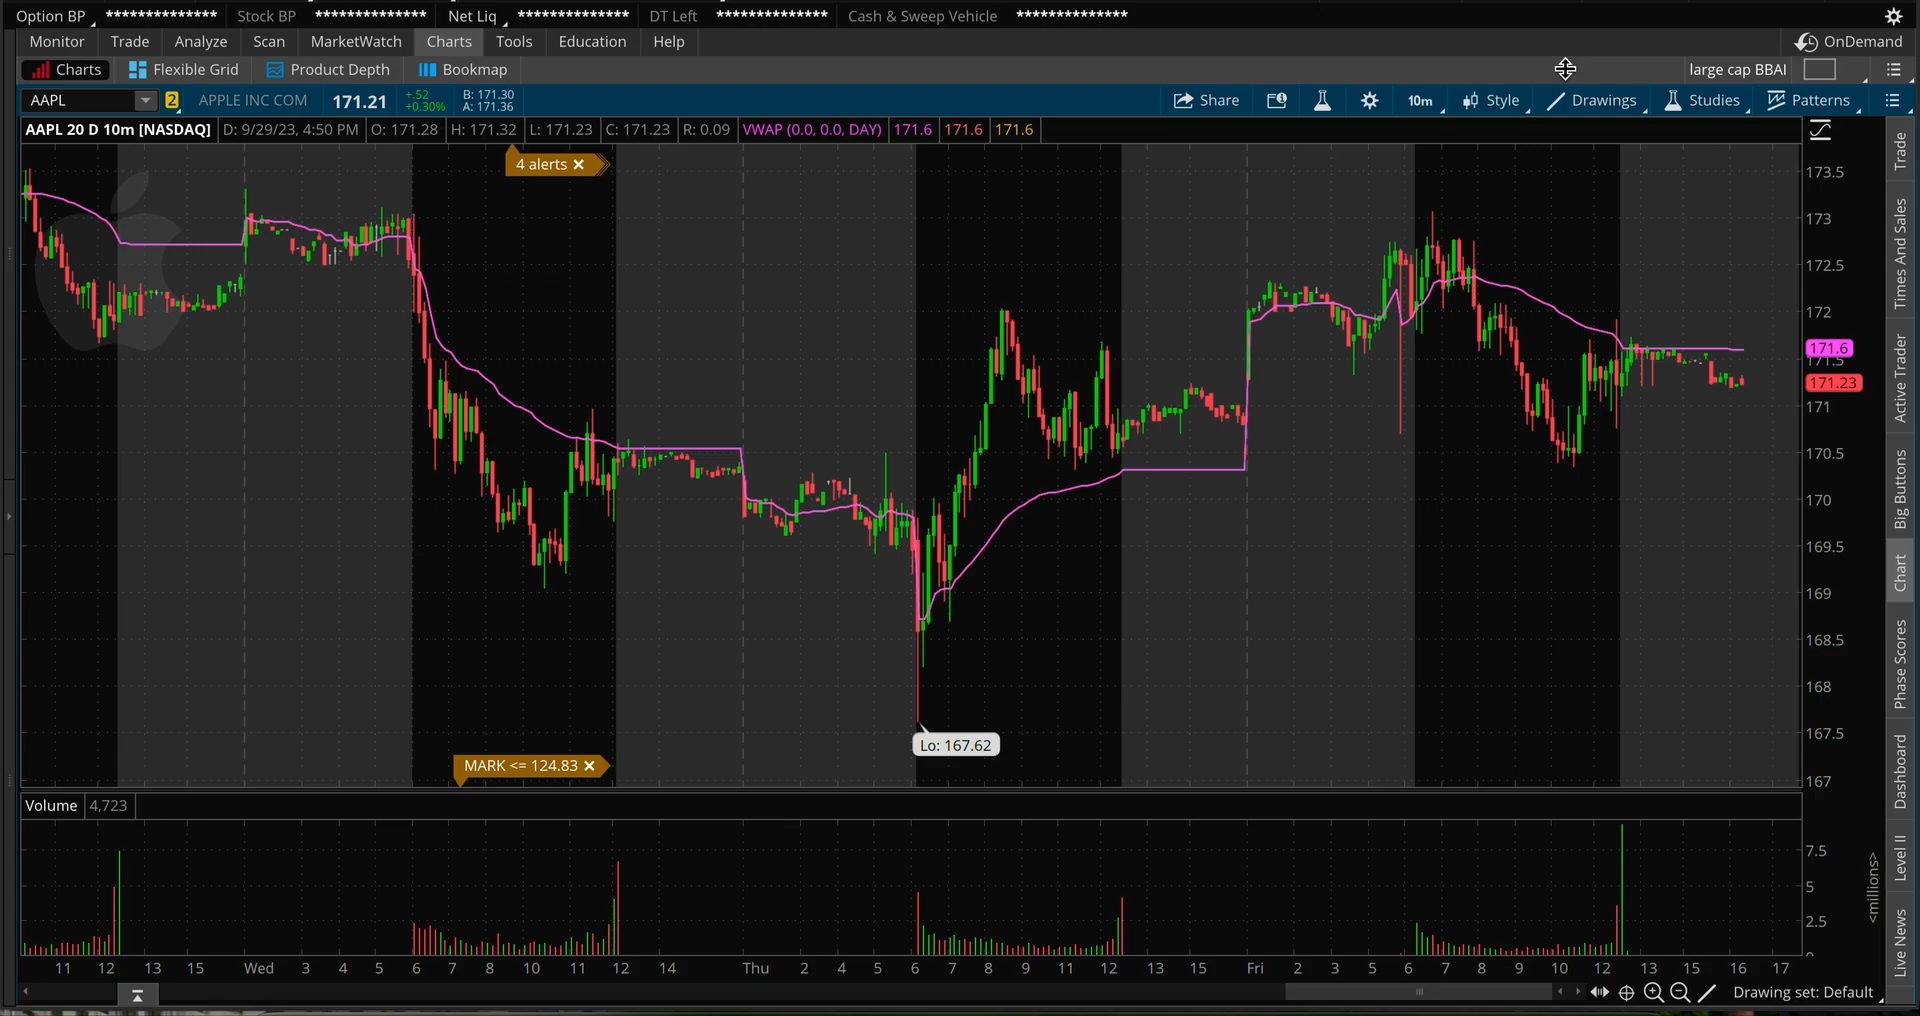 Option BP ************** Stock BP ************** Net Liq ************** DT Left ************** Cash & Sweep Vehicle **************
Monitor Trade Analyze Scan MarketWatch Charts Tools Education Help OnDemand
Charts Flexible Grid Product Depth Bookmap large cap BBAI
AAPL 2 APPLE INC COM 171.21 +.52 +0.30% B: 171.30 A: 171.36 Share 10m Style Drawings Studies Patterns
AAPL 20 D 10m [NASDAQ] D: 9/29/23, 4:50 PM O: 171.28 H: 171.32 L: 171.23 C: 171.23 R: 0.09 VWAP (0.0, 0.0, DAY) 171.6 171.6 171.6
4 alerts
173.5
173
172.5
172
171.6
171.5
171.23
171
170.5
170
169.5
169
168.5
168
167.5
167
Lo: 167.62
MARK <= 124.83
Volume 4,723
7.5
5
2.5
<millions>
11 12 13 15 Wed 3 4 5 6 7 8 10 11 12 14 Thu 2 4 5 6 7 8 9 11 12 13 15 Fri 2 3 5 6 7 8 9 10 12 13 15 16 17
Drawing set: Default
Trade
Times And Sales
Active Trader
Big Buttons
Chart
Phase Scores
Dashboard
Level II
Live News